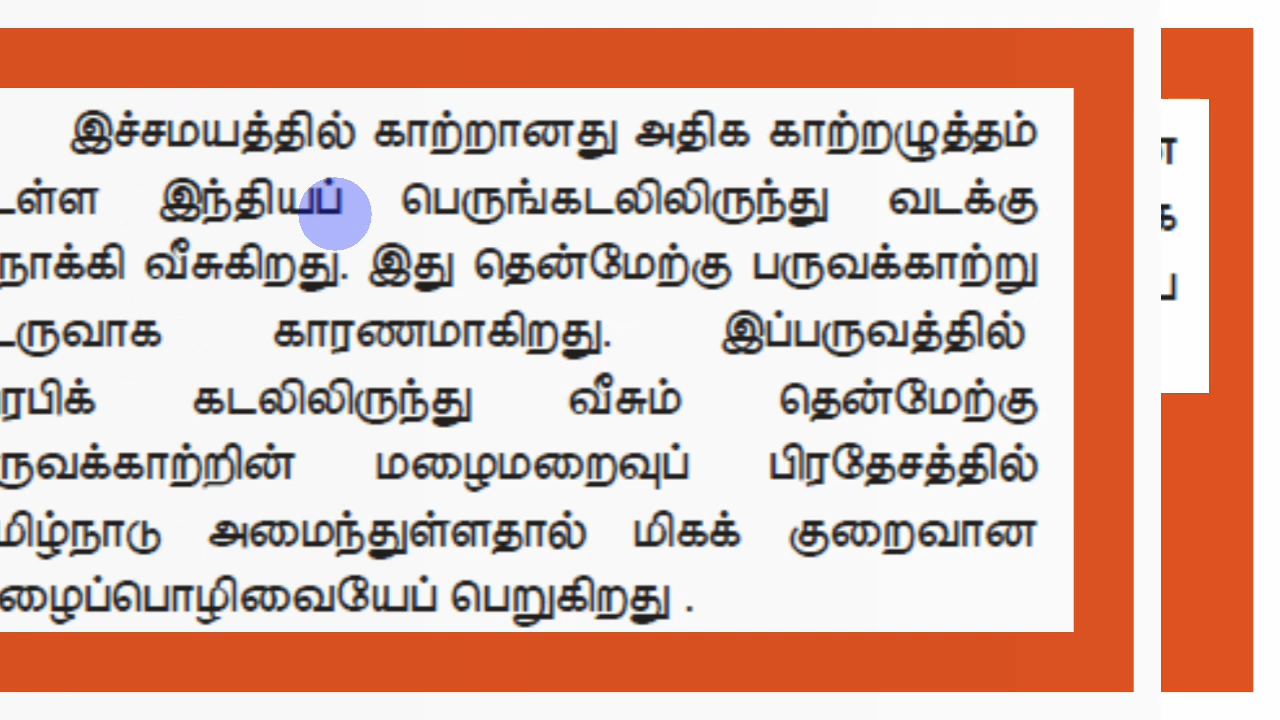 இச்சமயத்தில் காற்றானது அதிக காற்றழுத்தம்
இந்தியப் பெருங்கடலிலிருந்து வடக்கு
வீசுகிறது. இது தென்மேற்கு பருவக்காற்று
காரணமாகிறது. இப்பருவத்தில்
கடலிலிருந்து வீசும் தென்மேற்கு
மழைமறைவுப் பிரதேசத்தில்
அமைந்துள்ளதால் மிகக் குறைவான
பெறுகிறது .